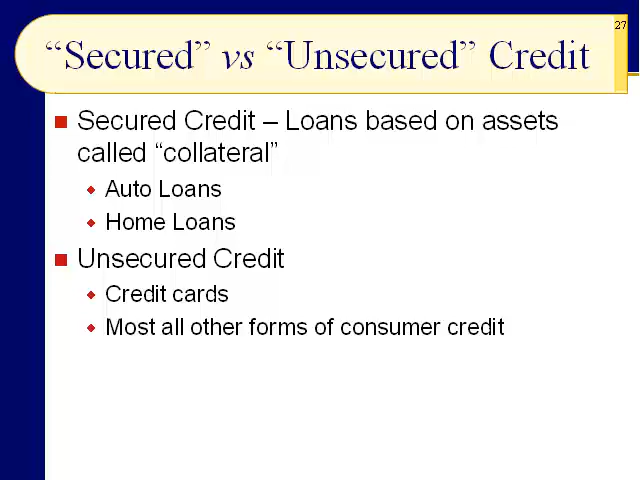 27
“Secured” vs “Unsecured” Credit
Secured Credit – Loans based on assets
called “collateral”
Auto Loans
Home Loans
Unsecured Credit
Credit cards
Most all other forms of consumer credit